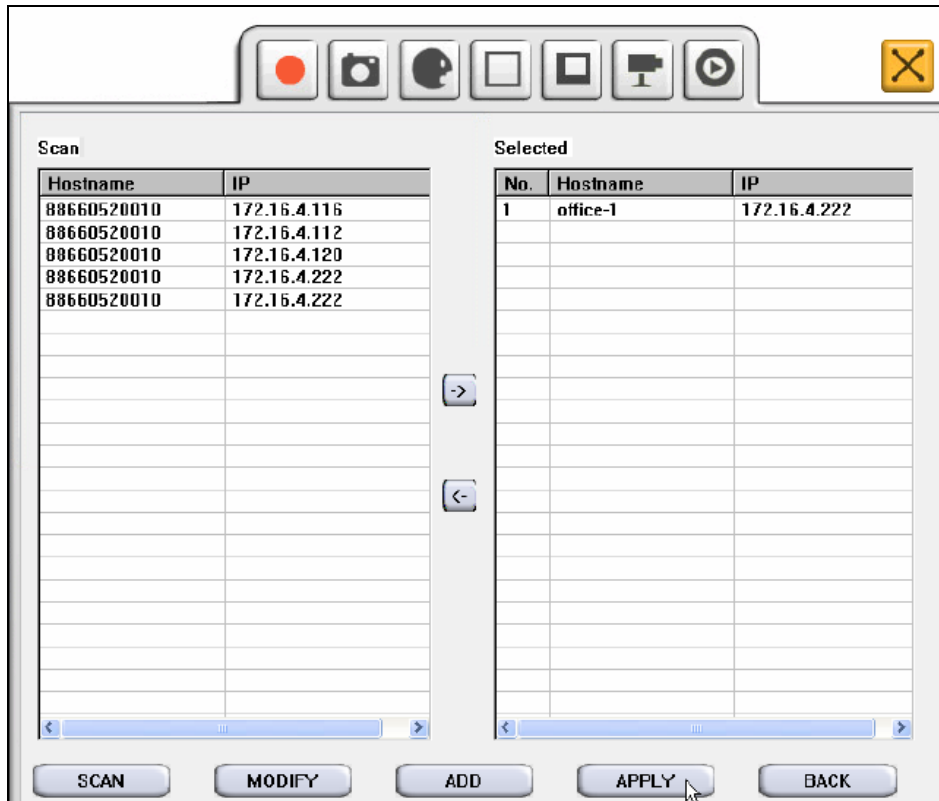 Scan
Hostname IP
88660520010 172.16.4.116
88660520010 172.16.4.112
88660520010 172.16.4.120
88660520010 172.16.4.222
88660520010 172.16.4.222
->
<-
Selected
No. Hostname IP
1 office-1 172.16.4.222
SCAN MODIFY ADD APPLY BACK